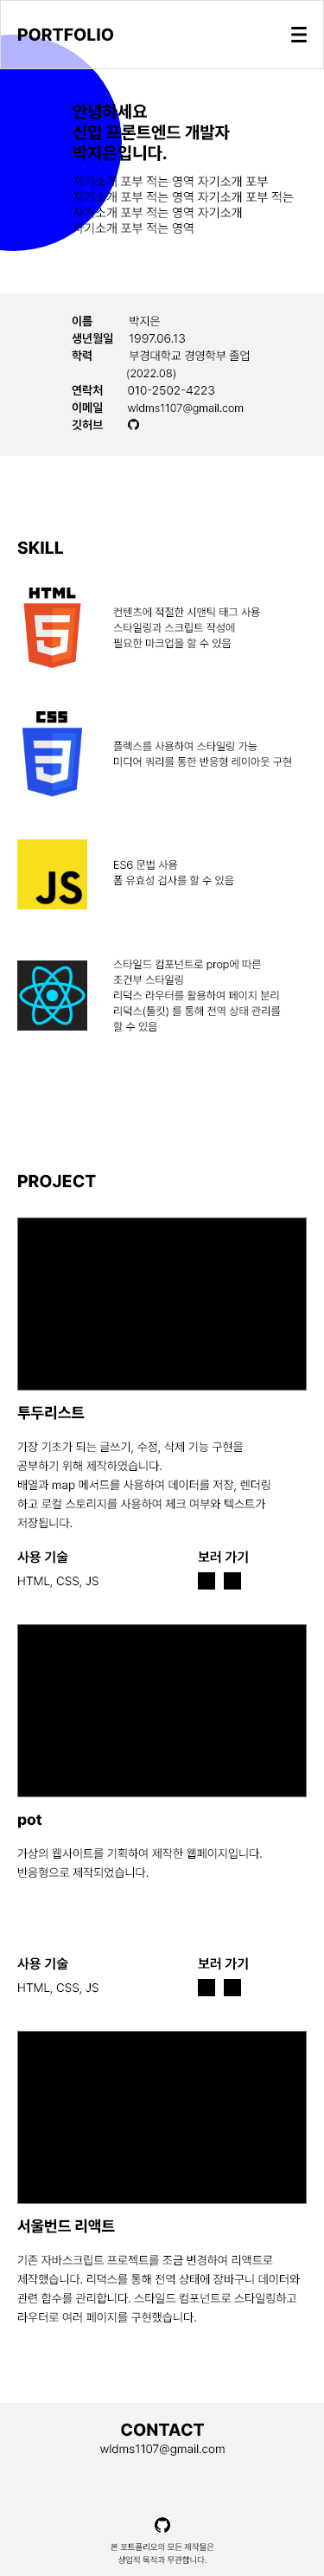 PORTFOLIO
안녕하세요
신입 프론트엔드 개발자
박지은입니다.
자기소개 포부 적는 영역 자기소개 포부
자기소개 포부 적는 영역 자기소개 포부 적는
자기소개 포부 적는 영역 자기소개
자기소개 포부 적는 영역
이름 박지은
생년월일 1997.06.13
학력 부경대학교 경영학부 졸업
(2022.08)
연락처 010-2502-4223
이메일 wldms1107@gmail.com
깃허브
SKILL
HTML
5
컨텐츠에 적절한 시맨틱 태그 사용
스타일링과 스크립트 작성에
필요한 마크업을 할 수 있음
CSS
3
플렉스를 사용하여 스타일링 가능
미디어 쿼리를 통한 반응형 레이아웃 구현
JS
ES6 문법 사용
폼 유효성 검사를 할 수 있음
스타일드 컴포넌트로 prop에 따른
조건부 스타일링
리덕스 라우터를 활용하여 페이지 분리
리덕스(툴킷) 를 통해 전역 상태 관리를
할 수 있음
PROJECT
투두리스트
가장 기초가 되는 글쓰기, 수정, 삭제 기능 구현을
공부하기 위해 제작하였습니다.
배열과 map 메서드를 사용하여 데이터를 저장, 렌더링
하고 로컬 스토리지를 사용하여 체크 여부와 텍스트가
저장됩니다.
사용 기술 보러 가기
HTML, CSS, JS
pot
가상의 웹사이트를 기획하여 제작한 웹페이지입니다.
반응형으로 제작되었습니다.
사용 기술 보러 가기
HTML, CSS, JS
서울번드 리액트
기존 자바스크립트 프로젝트를 조금 변경하여 리액트로
제작했습니다. 리덕스를 통해 전역 상태에 장바구니 데이터와
관련 함수를 관리합니다. 스타일드 컴포넌트로 스타일링하고
라우터로 여러 페이지를 구현했습니다.
CONTACT
wldms1107@gmail.com
본 포트폴리오의 모든 제작물은
상업적 목적과 무관합니다.